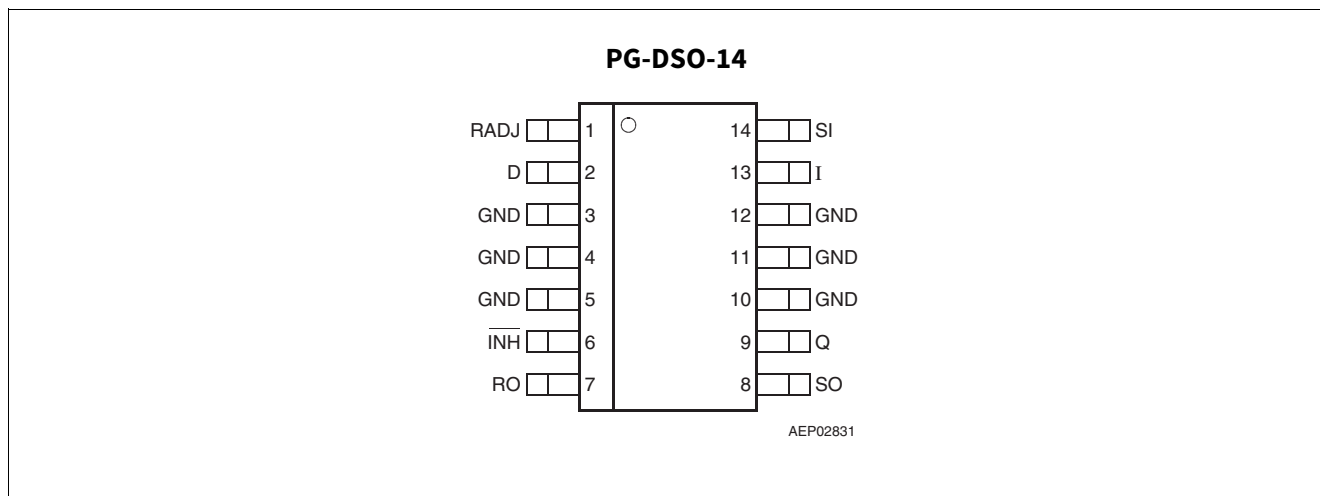 PG-DSO-14
RADJ 1 14 SI
D 2 13 I
GND 3 12 GND
GND 4 11 GND
GND 5 10 GND
INH 6 9 Q
RO 7 8 SO
AEP02831